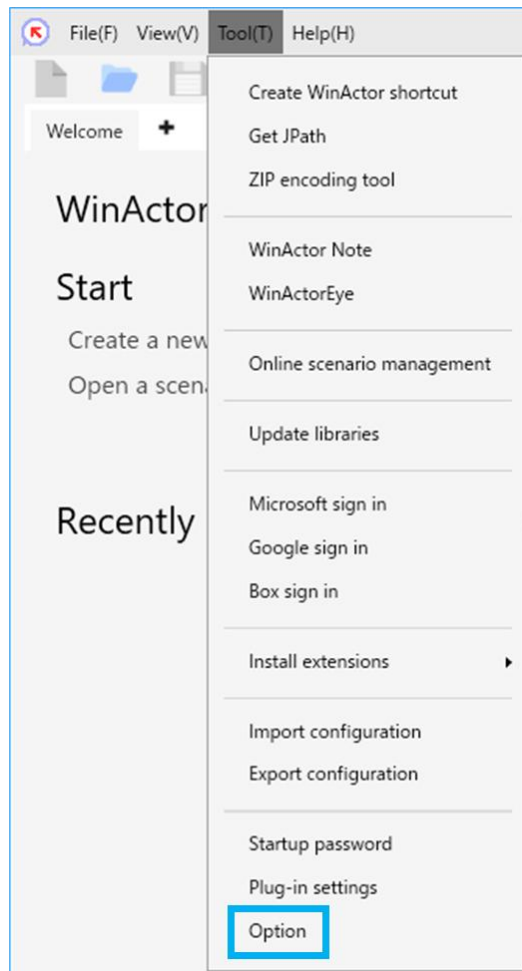 File(F) View(V) Tool(T) Help(H)
Welcome +
WinActor
Start
Create a new
Open a scena
Recently
Create WinActor shortcut
Get JPath
ZIP encoding tool
WinActor Note
WinActorEye
Online scenario management
Update libraries
Microsoft sign in
Google sign in
Box sign in
Install extensions
Import configuration
Export configuration
Startup password
Plug-in settings
Option